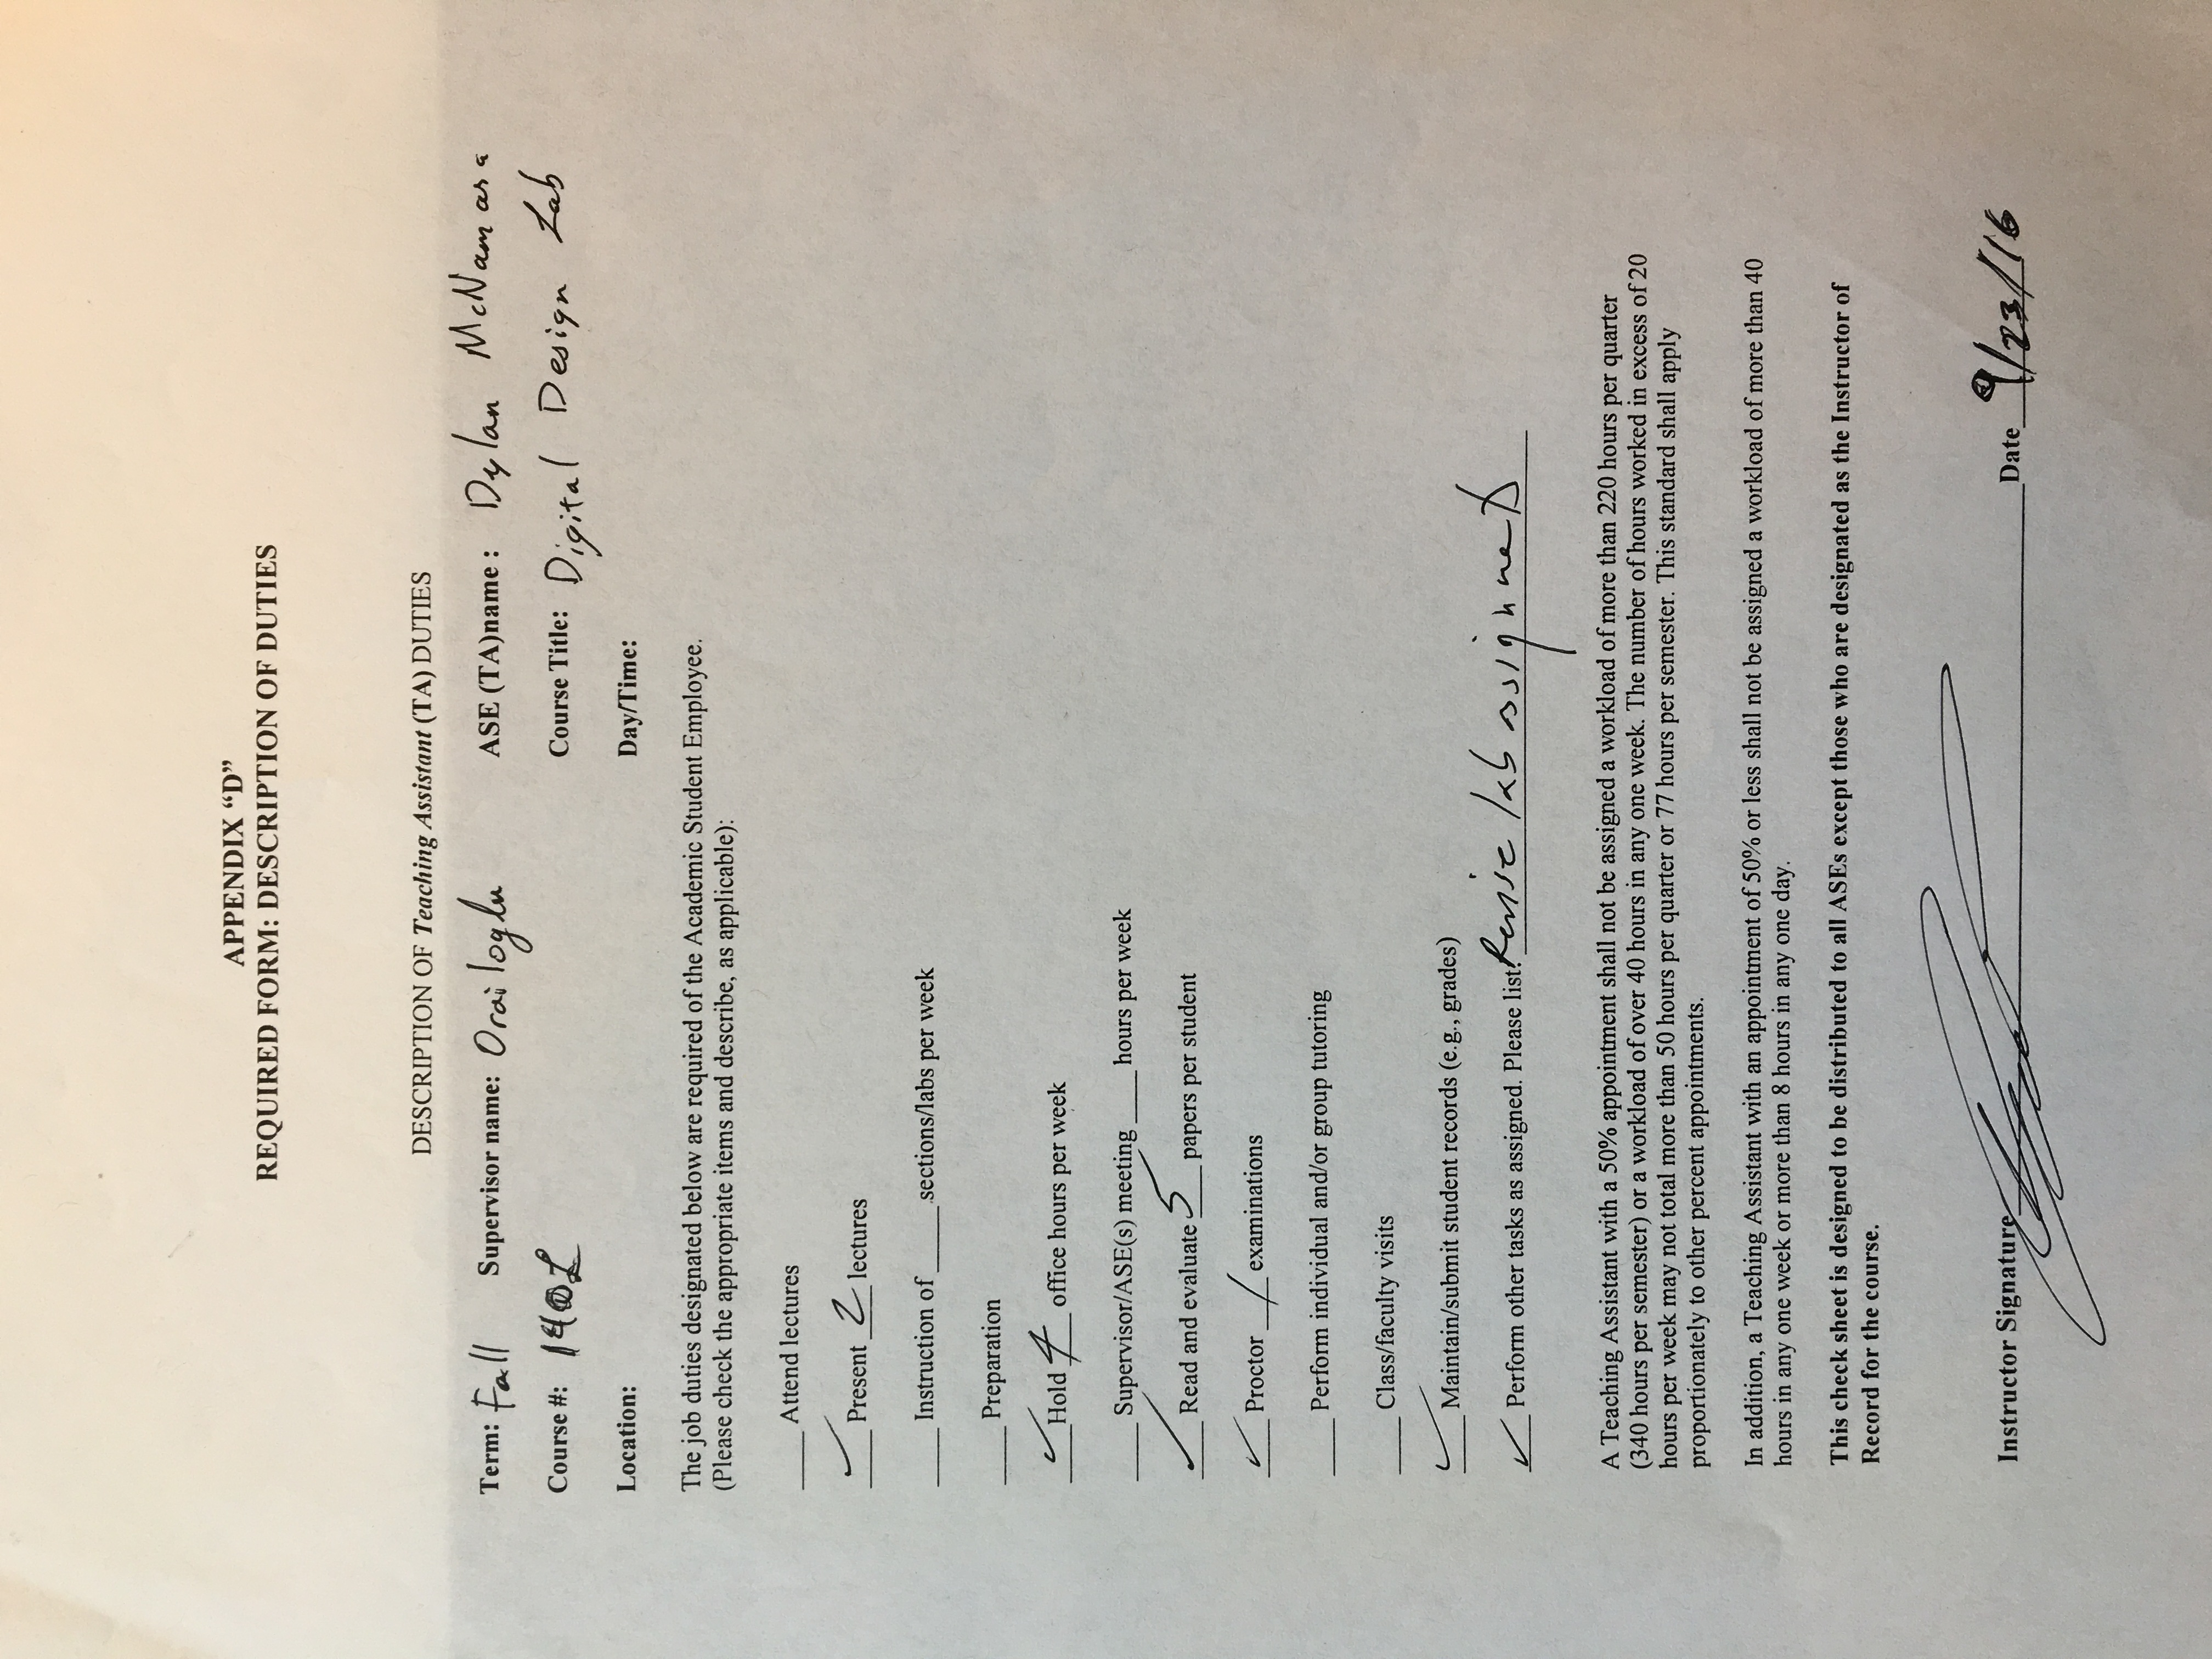 APPENDIX “D”
REQUIRED FORM: DESCRIPTION OF DUTIES
DESCRIPTION OF Teaching Assistant (TA) DUTIES
Term: Fall Supervisor name: Orailoglu ASE (TA)name : Dylan McNamara
Course #: 140L Course Title: Digital Design Lab
Location: Day/Time:
The job duties designated below are required of the Academic Student Employee.
(Please check the appropriate items and describe, as applicable):
____ Attend lectures
✓ Present 2 lectures
____ Instruction of ____ sections/labs per week
____ Preparation
✓ Hold 4 office hours per week
____ Supervisor/ASE(s) meeting ____ hours per week
✓ Read and evaluate 5 papers per student
✓ Proctor 1 examinations
____ Perform individual and/or group tutoring
____ Class/faculty visits
✓ Maintain/submit student records (e.g., grades)
✓ Perform other tasks as assigned. Please list: Revise lab assignments
A Teaching Assistant with a 50% appointment shall not be assigned a workload of more than 220 hours per quarter
(340 hours per semester) or a workload of over 40 hours in any one week. The number of hours worked in excess of 20
hours per week may not total more than 50 hours per quarter or 77 hours per semester. This standard shall apply
proportionately to other percent appointments.
In addition, a Teaching Assistant with an appointment of 50% or less shall not be assigned a workload of more than 40
hours in any one week or more than 8 hours in any one day.
This check sheet is designed to be distributed to all ASEs except those who are designated as the Instructor of
Record for the course.
Instructor Signature Date 9/23/16